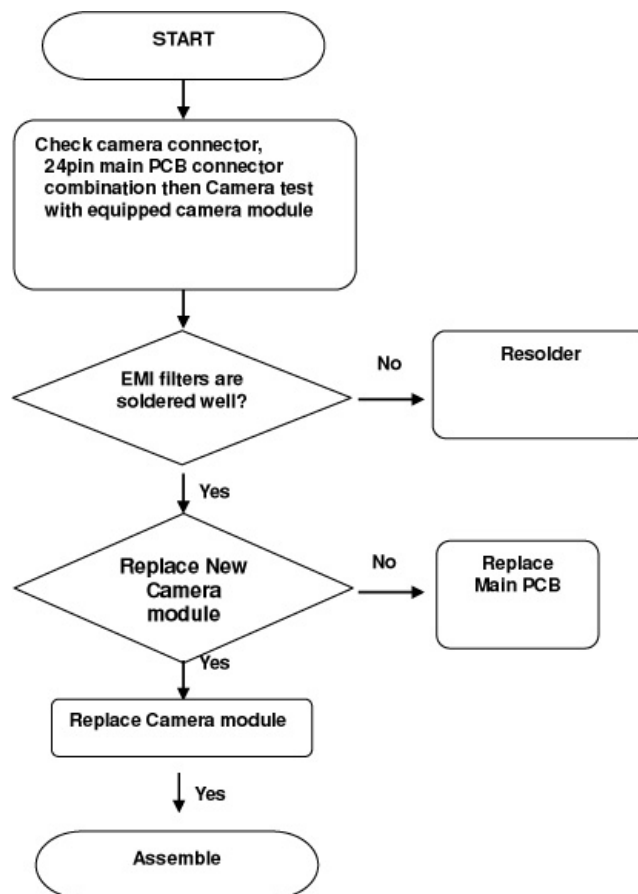 START
Check camera connector,
24pin main PCB connector
combination then Camera test
with equipped camera module
EMI filters are
soldered well?
No
Resolder
Yes
Replace New
Camera
module
No
Replace
Main PCB
Yes
Replace Camera module
Yes
Assemble